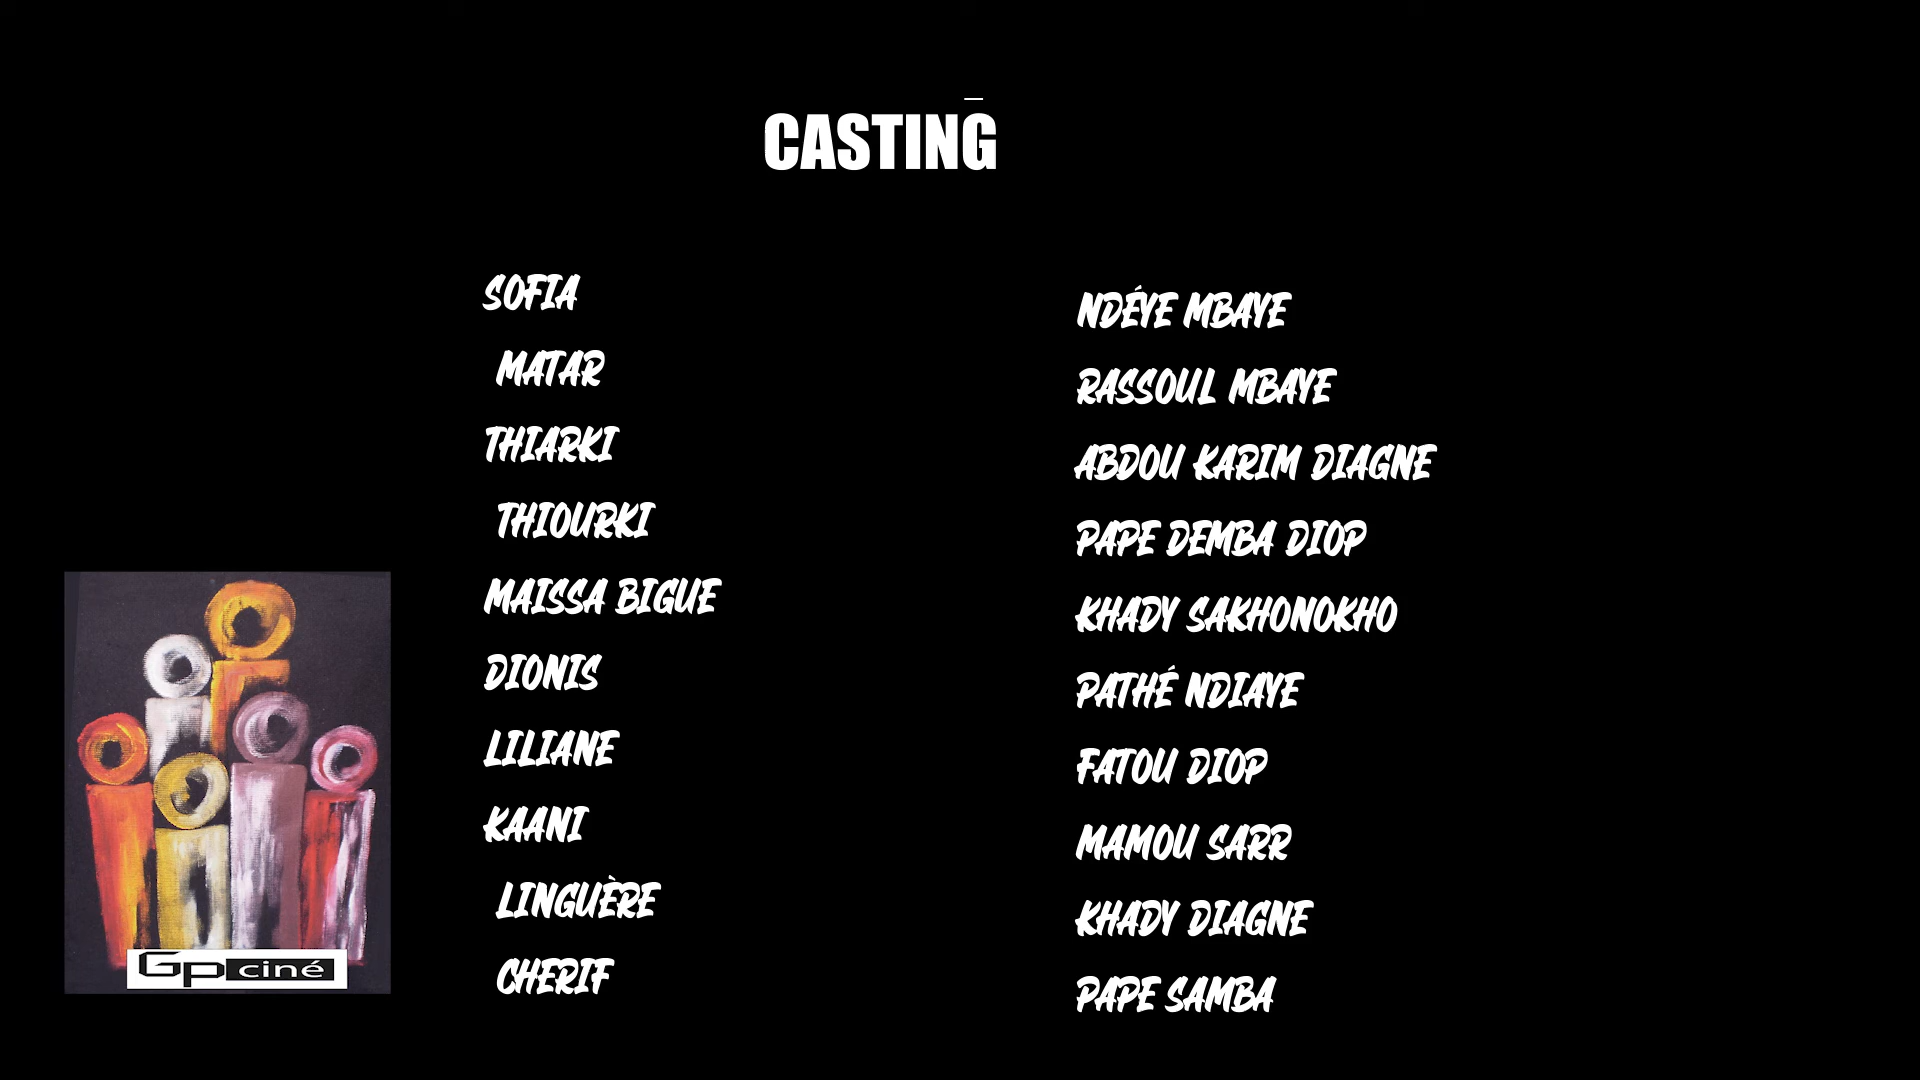 CASTING
SOFIA
NDÉYE MBAYE
MATAR
RASSOUL MBAYE
THIARKI
ABDOU KARIM DIAGNE
THIOURKI
PAPE DEMBA DIOP
MAISSA BIGUE
KHADY SAKHONOKHO
DIONIS
PATHÉ NDIAYE
LILIANE
FATOU DIOP
KAANI
MAMOU SARR
LINGUÈRE
KHADY DIAGNE
CHERIF
PAPE SAMBA
Gp ciné